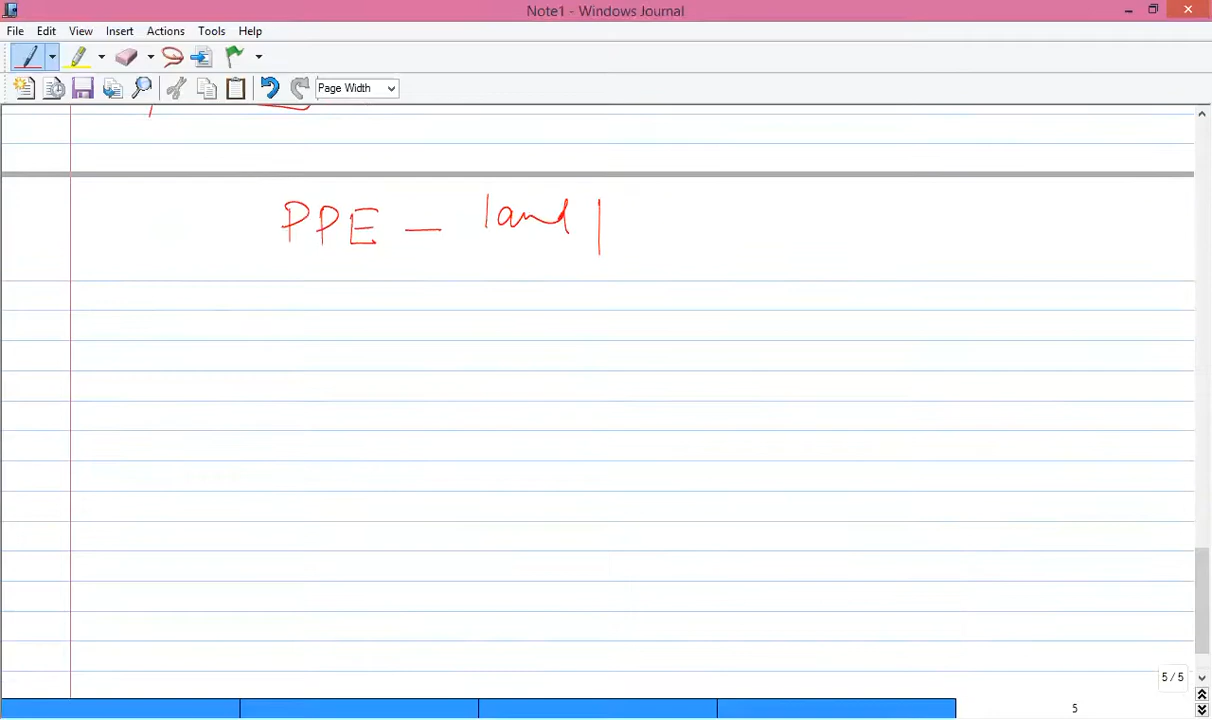 Note1 - Windows Journal
File Edit View Insert Actions Tools Help
Page Width
PPE - land |
5 / 5
5